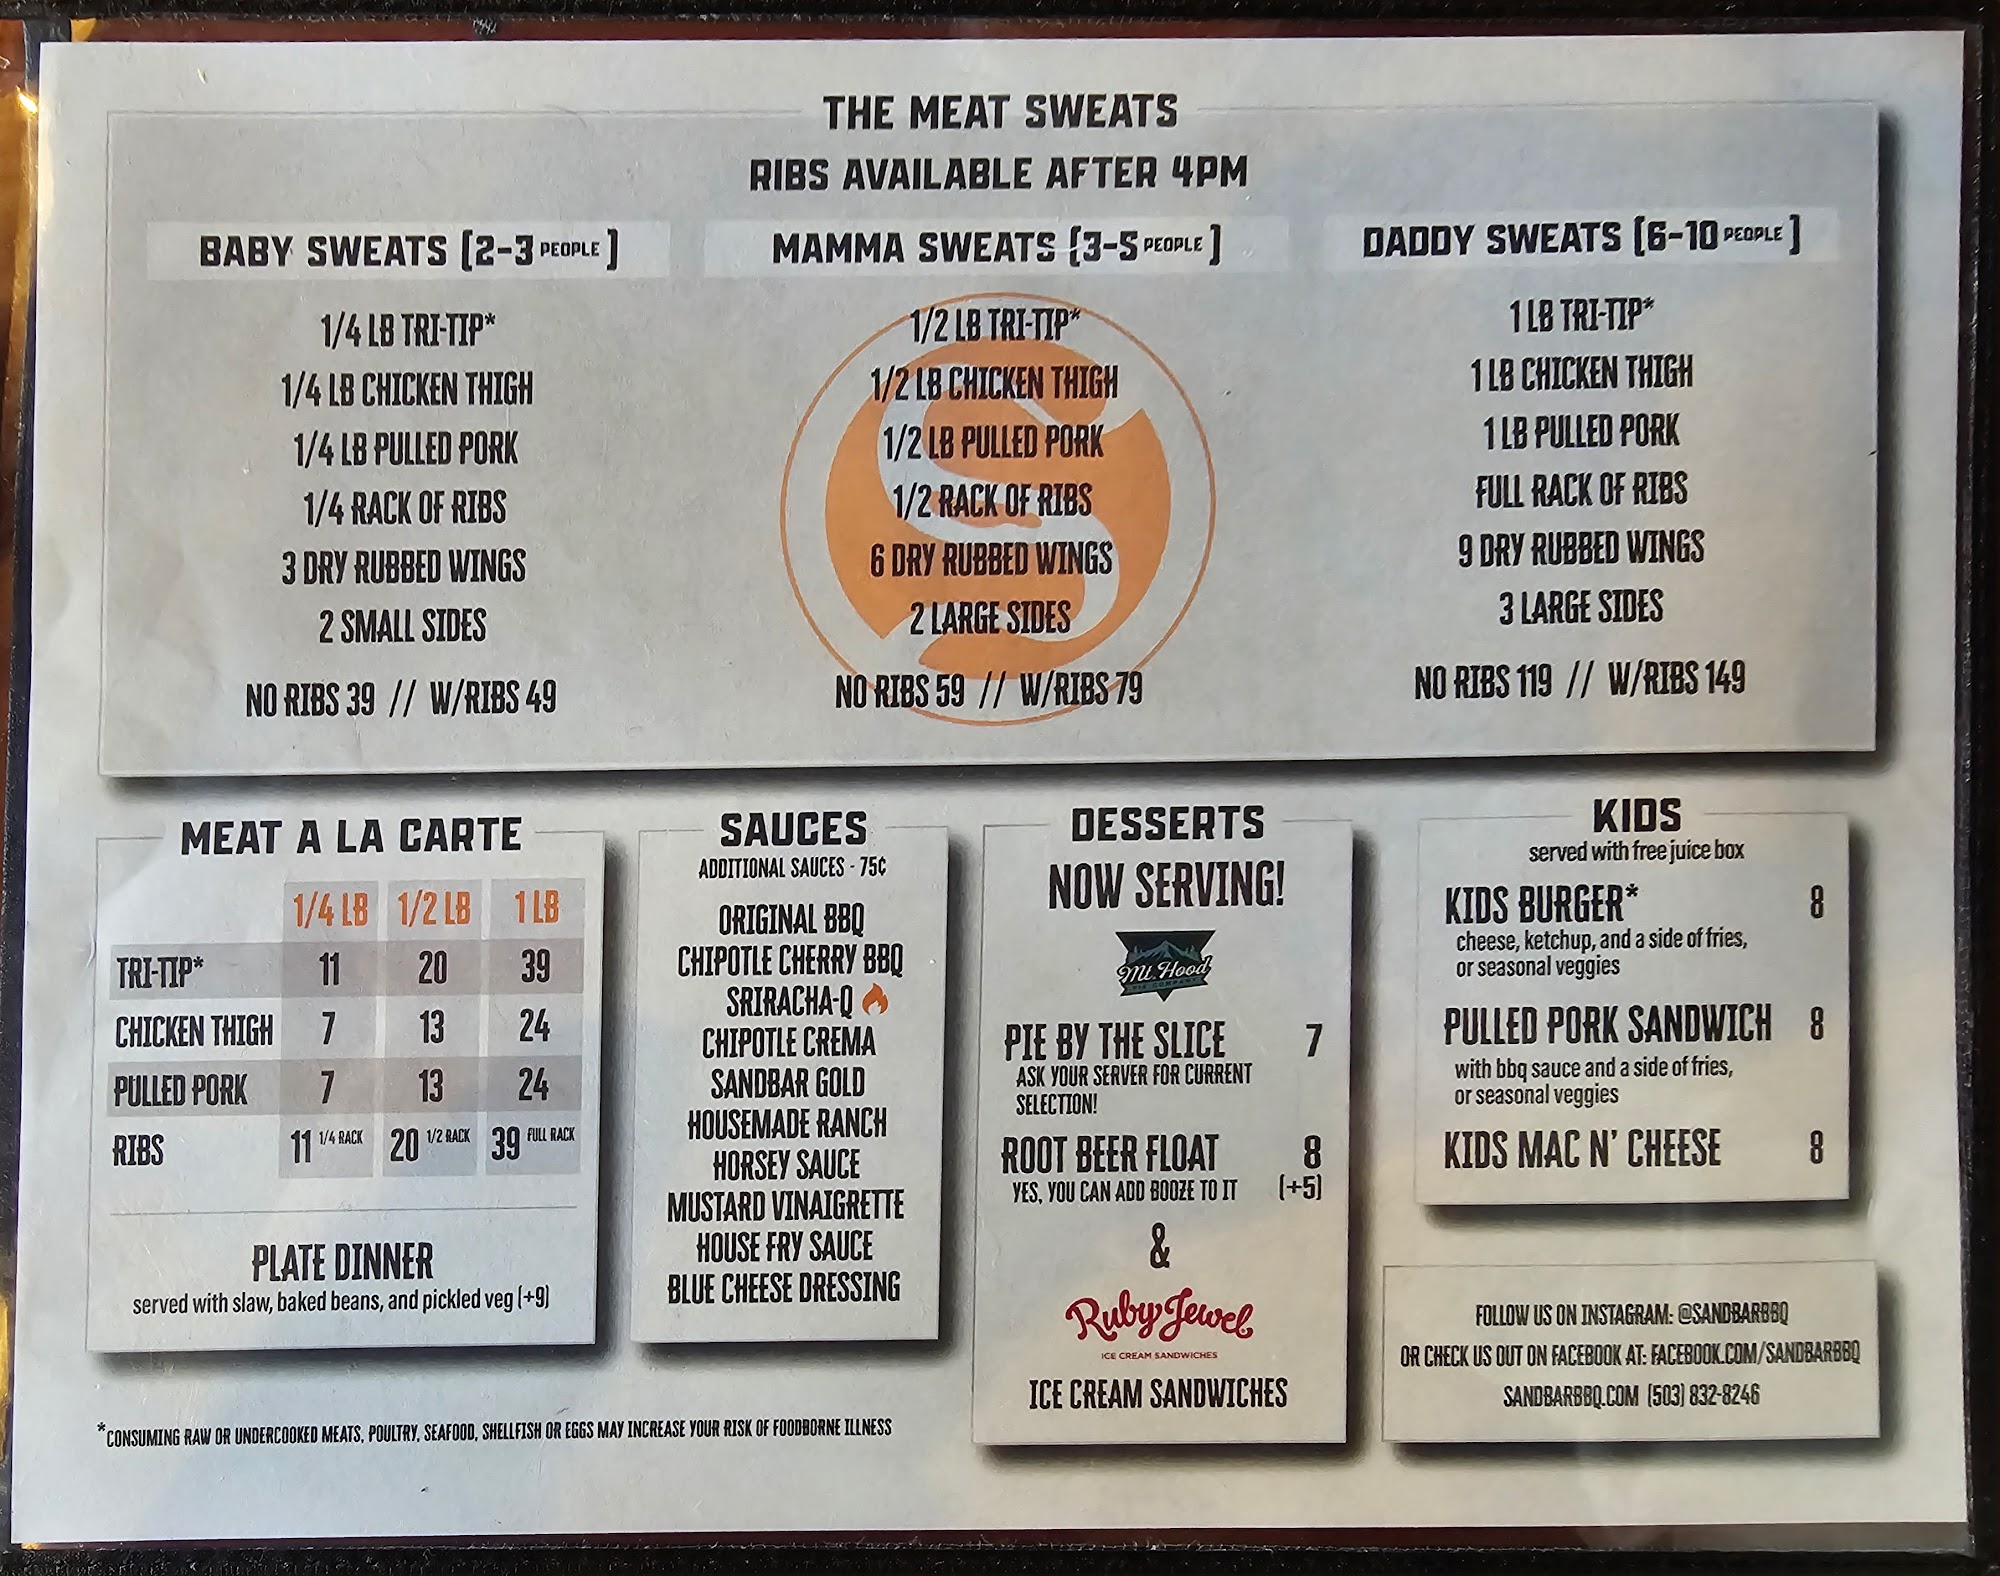 THE MEAT SWEATS
RIBS AVAILABLE AFTER 4PM
BABY SWEATS [2-3 PEOPLE]
1/4 LB TRI-TIP*
1/4 LB CHICKEN THIGH
1/4 LB PULLED PORK
1/4 RACK OF RIBS
3 DRY RUBBED WINGS
2 SMALL SIDES
NO RIBS 39 // W/RIBS 49
MAMMA SWEATS [3-5 PEOPLE]
1/2 LB TRI-TIP*
1/2 LB CHICKEN THIGH
1/2 LB PULLED PORK
1/2 RACK OF RIBS
6 DRY RUBBED WINGS
2 LARGE SIDES
NO RIBS 59 // W/RIBS 79
DADDY SWEATS [6-10 PEOPLE]
1 LB TRI-TIP*
1 LB CHICKEN THIGH
1 LB PULLED PORK
FULL RACK OF RIBS
9 DRY RUBBED WINGS
3 LARGE SIDES
NO RIBS 119 // W/RIBS 149
MEAT A LA CARTE
1/4 LB 1/2 LB 1 LB
TRI-TIP* 11 20 39
CHICKEN THIGH 7 13 24
PULLED PORK 7 13 24
RIBS 11 1/4 RACK 20 1/2 RACK 39 FULL RACK
PLATE DINNER
served with slaw, baked beans, and pickled veg (+9)
SAUCES
ADDITIONAL SAUCES - 75¢
ORIGINAL BBQ
CHIPOTLE CHERRY BBQ
SRIRACHA-Q
CHIPOTLE CREMA
SANDBAR GOLD
HOUSEMADE RANCH
HORSEY SAUCE
MUSTARD VINAIGRETTE
HOUSE FRY SAUCE
BLUE CHEESE DRESSING
DESSERTS
NOW SERVING!
Mt. Hood
PIE COMPANY
PIE BY THE SLICE 7
ASK YOUR SERVER FOR CURRENT
SELECTION!
ROOT BEER FLOAT 8
YES, YOU CAN ADD BOOZE TO IT (+5)
&
Ruby Jewel
ICE CREAM SANDWICHES
ICE CREAM SANDWICHES
KIDS
served with free juice box
KIDS BURGER* 8
cheese, ketchup, and a side of fries,
or seasonal veggies
PULLED PORK SANDWICH 8
with bbq sauce and a side of fries,
or seasonal veggies
KIDS MAC N' CHEESE 8
FOLLOW US ON INSTAGRAM: @SANDBARBBQ
OR CHECK US OUT ON FACEBOOK AT: FACEBOOK.COM/SANDBARBBQ
SANDBARBBQ.COM (503) 832-8246
*CONSUMING RAW OR UNDERCOOKED MEATS, POULTRY, SEAFOOD, SHELLFISH OR EGGS MAY INCREASE YOUR RISK OF FOODBORNE ILLNESS